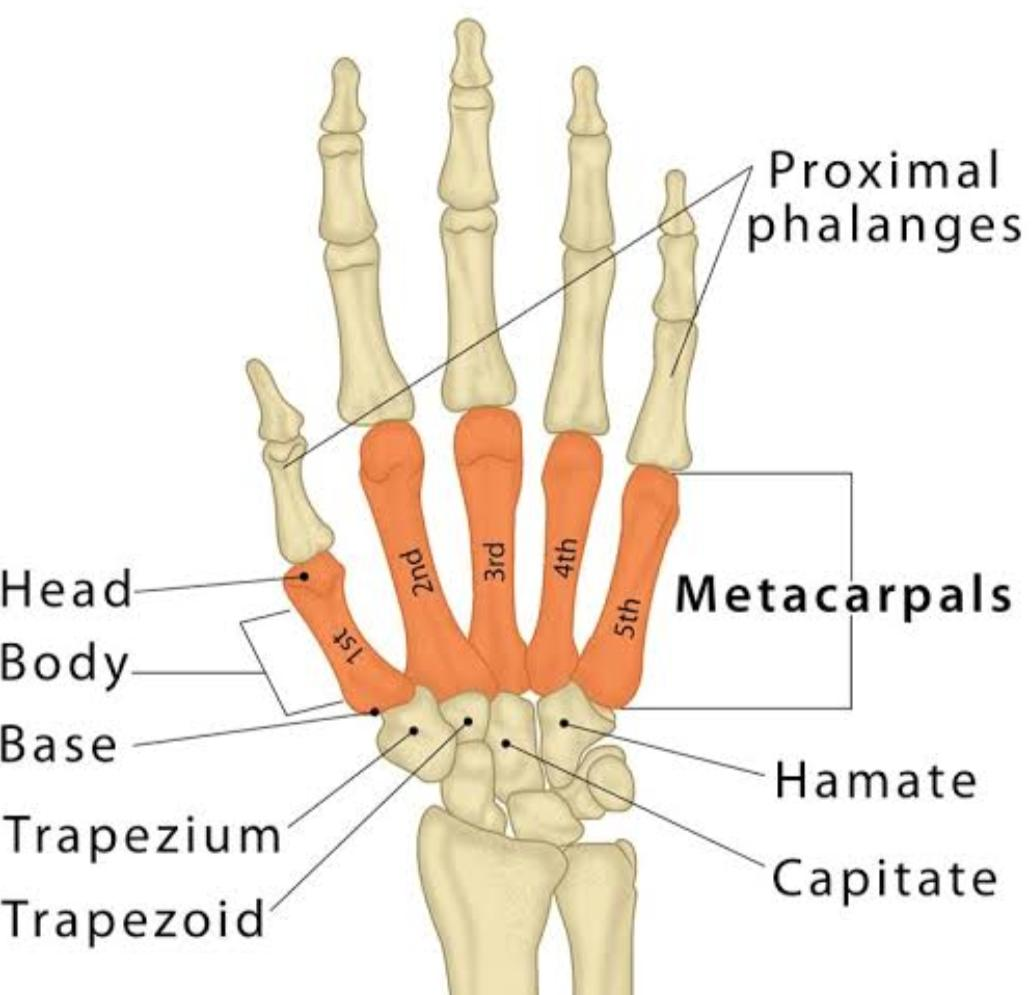 Proximal
phalanges
2nd
3rd
4th
5th
1st
Metacarpals
Head
Body
Base
Trapezium
Trapezoid
Hamate
Capitate